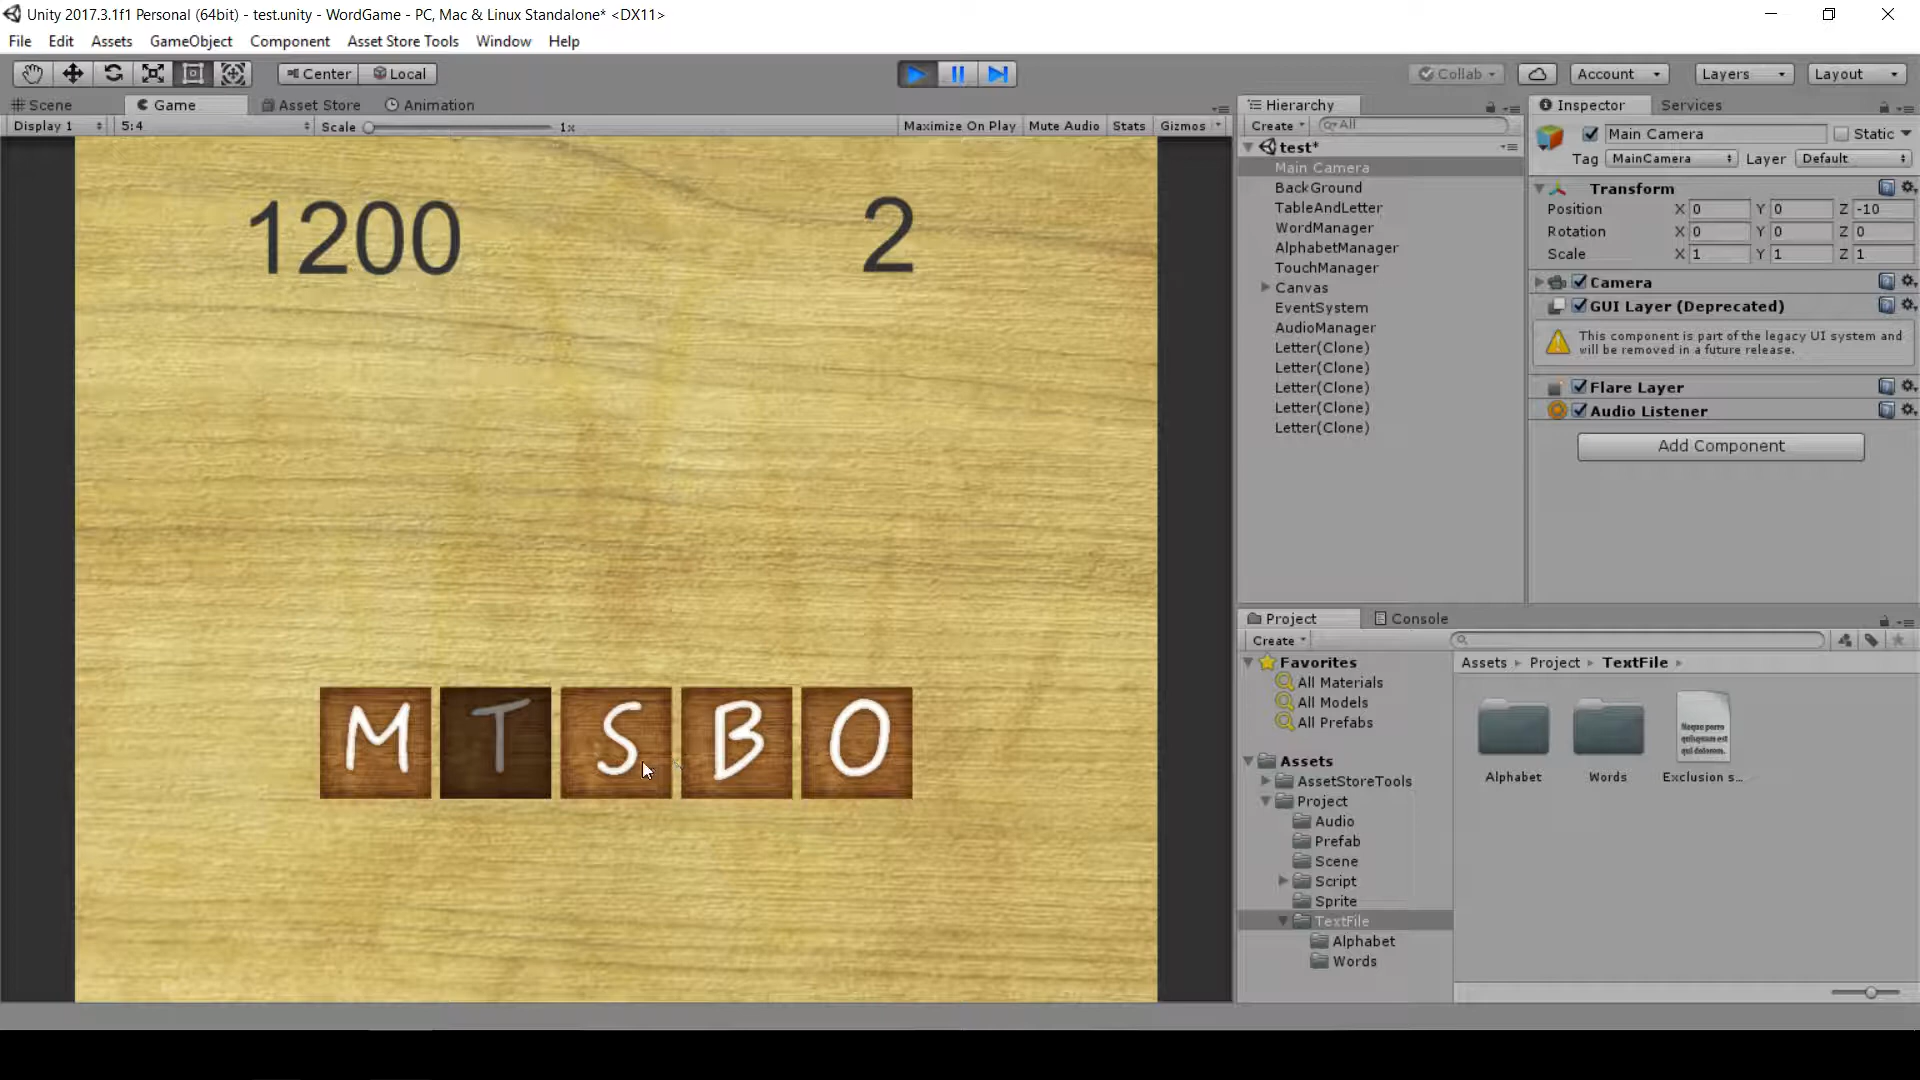 Unity 2017.3.1f1 Personal (64bit) - test.unity - WordGame - PC, Mac & Linux Standalone* <DX11>
File Edit Assets GameObject Component Asset Store Tools Window Help
Center Local Collab Account Layers Layout
Scene Game Asset Store Animation
Display 1 5:4 Scale 1x Maximize On Play Mute Audio Stats Gizmos
1200 2
M T S B O
Hierarchy
Create All
test*
Main Camera
BackGround
TableAndLetter
WordManager
AlphabetManager
TouchManager
Canvas
EventSystem
AudioManager
Letter(Clone)
Letter(Clone)
Letter(Clone)
Letter(Clone)
Letter(Clone)
Inspector Services
Main Camera Static
Tag MainCamera Layer Default
Transform
Position X 0 Y 0 Z -10
Rotation X 0 Y 0 Z 0
Scale X 1 Y 1 Z 1
Camera
GUI Layer (Deprecated)
This component is part of the legacy UI system and
will be removed in a future release.
Flare Layer
Audio Listener
Add Component
Project Console
Create
Favorites
All Materials
All Models
All Prefabs
Assets
AssetStoreTools
Project
Audio
Prefab
Scene
Script
Sprite
TextFile
Alphabet
Words
Assets Project TextFile
Neque porro
quisquam est
qui dolorem.
Alphabet Words Exclusion s...